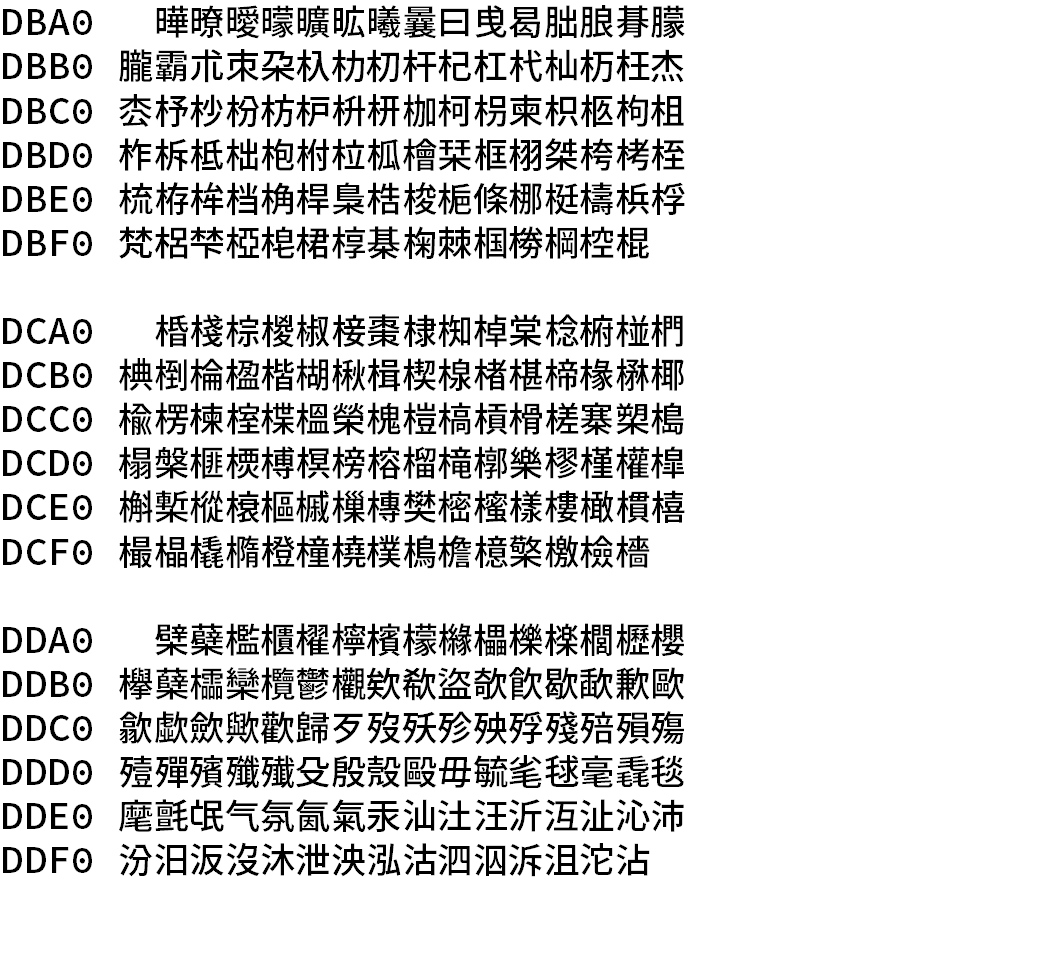 DBA0 曄暸曖曚曠昿曦曩曰曵曷朏朖朞朦
DBB0 朧霸朮朿朶杁朸朷杆杞杠杙杣杤枉杰
DBC0 枩杼杪枌枋枦枡枅枷柯枴柬枳柩枸柤
DBD0 柞柝柢柮枹柎柆柧檜栞框栩桀桍栲桎
DBE0 梳栫桙档桷桿梟梏梭梔條梛梃檮梹桴
DBF0 梵梠梺椏梍桾椁棊椈棘椢椦棡椌棍
DCA0 棔棧棕椶椒椄棗棣椥棹棠棯椨椪椚
DCB0 椣椡棆楹楷楜楸楫楔楾楮椹楴椽楙椰
DCC0 楡楞楝榁楪榲榮槐榿槁槓榾槎寨槊槝
DCD0 榻槃榧樮榑榠榜榕榴槞槨樂樛槿權槹
DCE0 槲槧樅榱樞槭樔槫樊樒櫁樣樓橄樌橲
DCF0 樶橸橇橢橙橦橈樸樢檐檍檠檄檢檣
DDA0 檗蘗檻櫃櫂檸檳檬櫞櫑櫟檪櫚櫪櫻
DDB0 欅蘖櫺欒欖鬱欟欸欷盜欹飮歇歃歉歐
DDC0 歙歔歛歟歡歸歹歿殀殄殃殍殘殕殞殤
DDD0 殪殫殯殲殱殳殷殼毆毋毓毟毬毫毳毯
DDE0 麾氈氓气氛氤氣汞汕汢汪沂沍沚沁沛
DDF0 汾汨汳沒沐泄泱泓沽泗泅泝沮沱沾